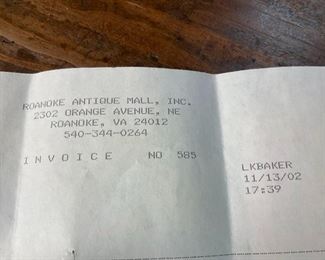 ROANOKE ANTIQUE MALL, INC.
2302 ORANGE AVENUE, NE
ROANOKE, VA 24012
540-344-0264
INVOICE NO 585
LKBAKER
11/13/02
17:39